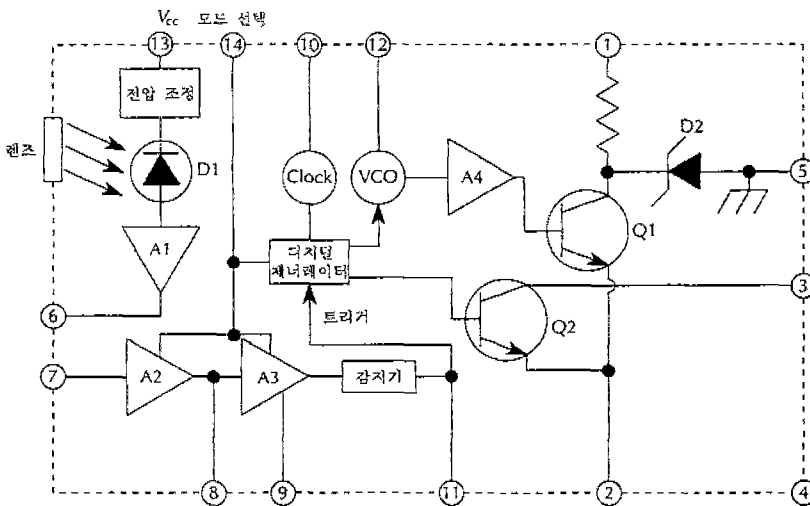 Vcc 모드 선택
13 14 10 12 1
전압 조정
렌즈
D1
D2
Clock
VCO
A4
5
A1
Q1
디지털
제너레이터
3
6
트리거
Q2
7
A2
A3
감지기
8 9 11 2 4